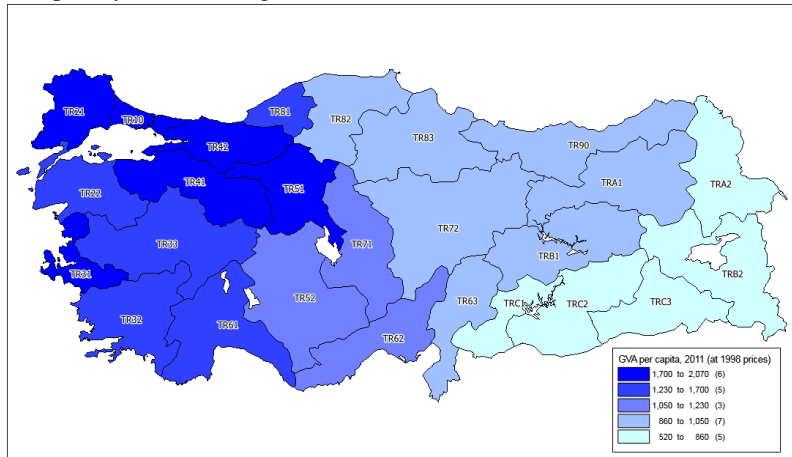 TR21
TR10
TR81
TR82
TR42
TR83
TR90
TR41
TR51
TRA1
TRA2
TR22
TR33
TR71
TR72
TRB1
TRB2
TR31
TR52
TR63
TRC1
TRC2
TRC3
TR32
TR61
TR62
GVA per capita, 2011 (at 1998 prices)
1,700 to 2,070 (6)
1,230 to 1,700 (5)
1,050 to 1,230 (3)
860 to 1,050 (7)
520 to 860 (5)